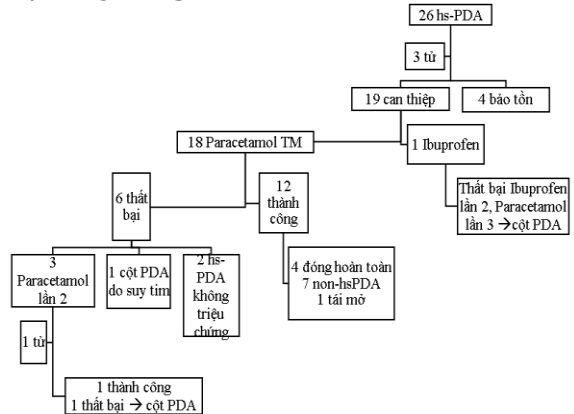 26 hs-PDA
3 tử
19 can thiệp
4 bảo tồn
18 Paracetamol TM
1 Ibuprofen
6 thất
bại
12
thành
công
Thất bại Ibuprofen
lần 2, Paracetamol
lần 3 → cột PDA
3
Paracetamol
lần 2
1 cột PDA
do suy tim
2 hs-
PDA
không
triệu
chứng
4 đóng hoàn toàn
7 non-hsPDA
1 tái mở
1 tử
1 thành công
1 thất bại → cột PDA